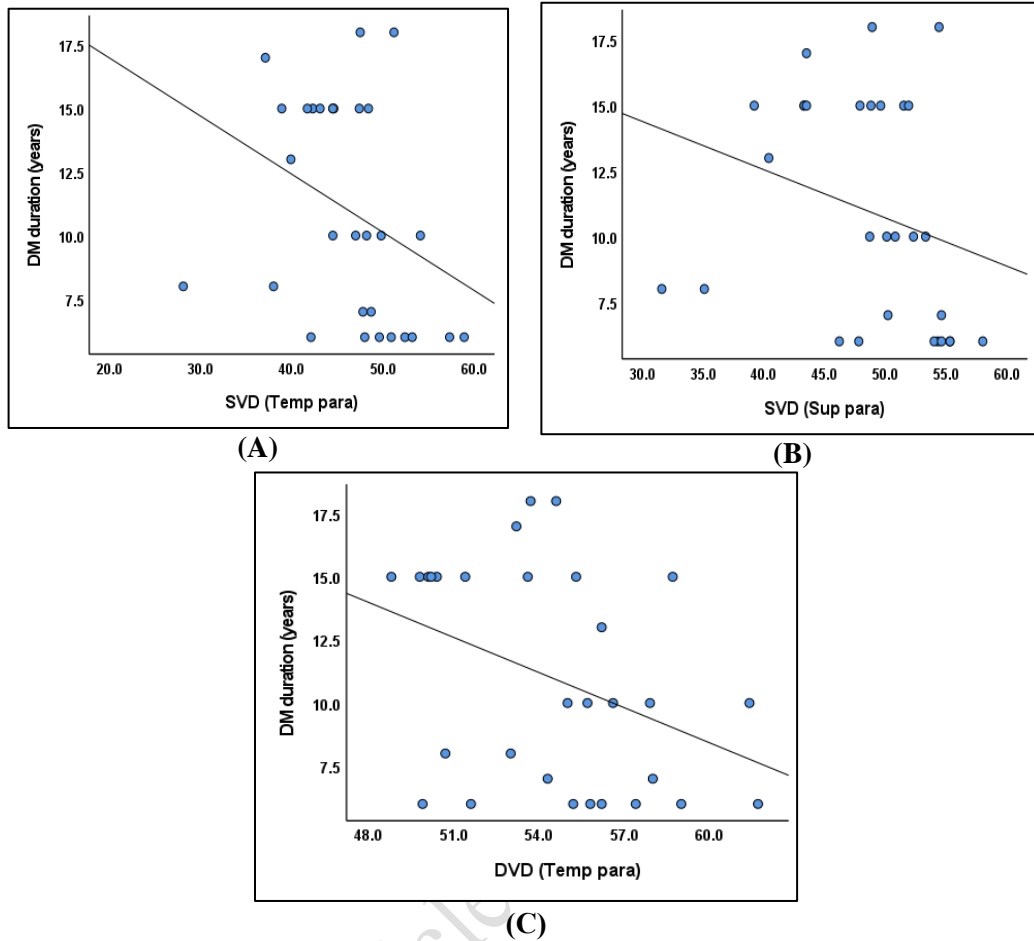 DM duration (years)
17.5
15.0
12.5
10.0
7.5
20.0 30.0 40.0 50.0 60.0
SVD (Temp para)
(A)
DM duration (years)
17.5
15.0
12.5
10.0
7.5
30.0 35.0 40.0 45.0 50.0 55.0 60.0
SVD (Sup para)
(B)
DM duration (years)
17.5
15.0
12.5
10.0
7.5
48.0 51.0 54.0 57.0 60.0
DVD (Temp para)
(C)